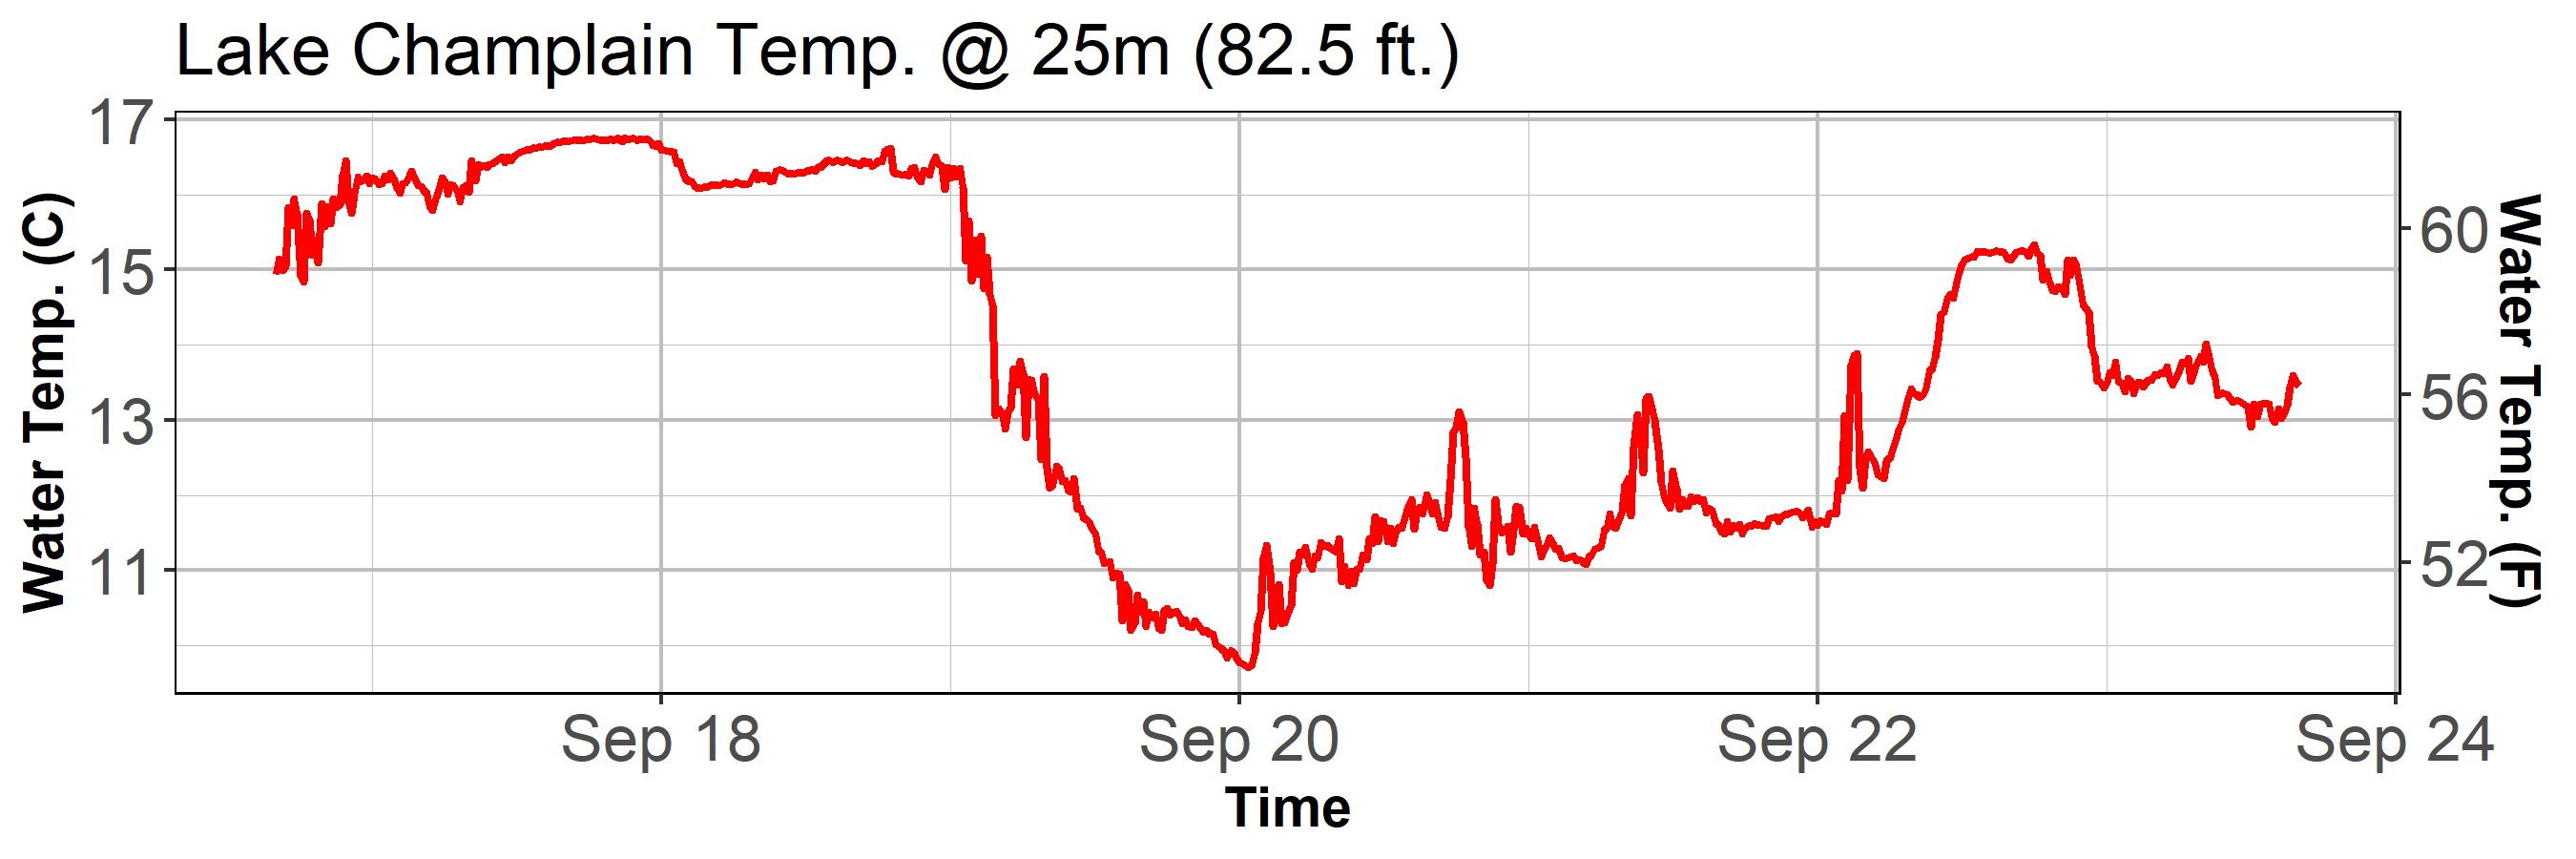 Lake Champlain Temp. @ 25m (82.5 ft.)
17
15
13
11
Water Temp. (C)
60
56
52
Water Temp. (F)
Sep 18 Sep 20 Sep 22 Sep 24
Time